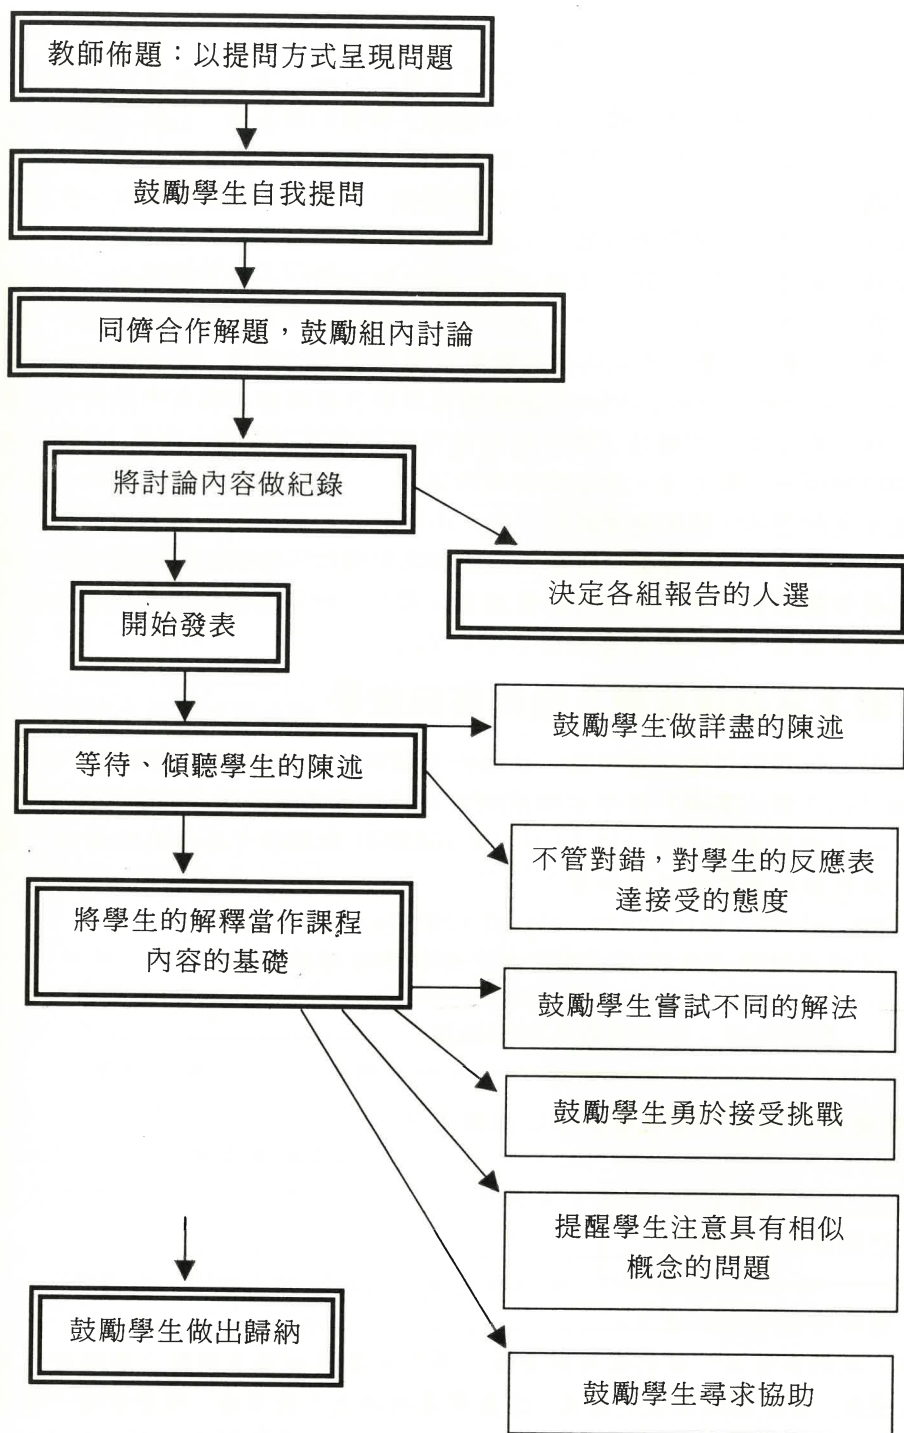 教師佈題：以提問方式呈現問題
鼓勵學生自我提問
同儕合作解題，鼓勵組內討論
將討論內容做紀錄
決定各組報告的人選
開始發表
鼓勵學生做詳盡的陳述
等待、傾聽學生的陳述
不管對錯，對學生的反應表
達接受的態度
將學生的解釋當作課程
內容的基礎
鼓勵學生嘗試不同的解法
鼓勵學生勇於接受挑戰
提醒學生注意具有相似
概念的問題
鼓勵學生做出歸納
鼓勵學生尋求協助